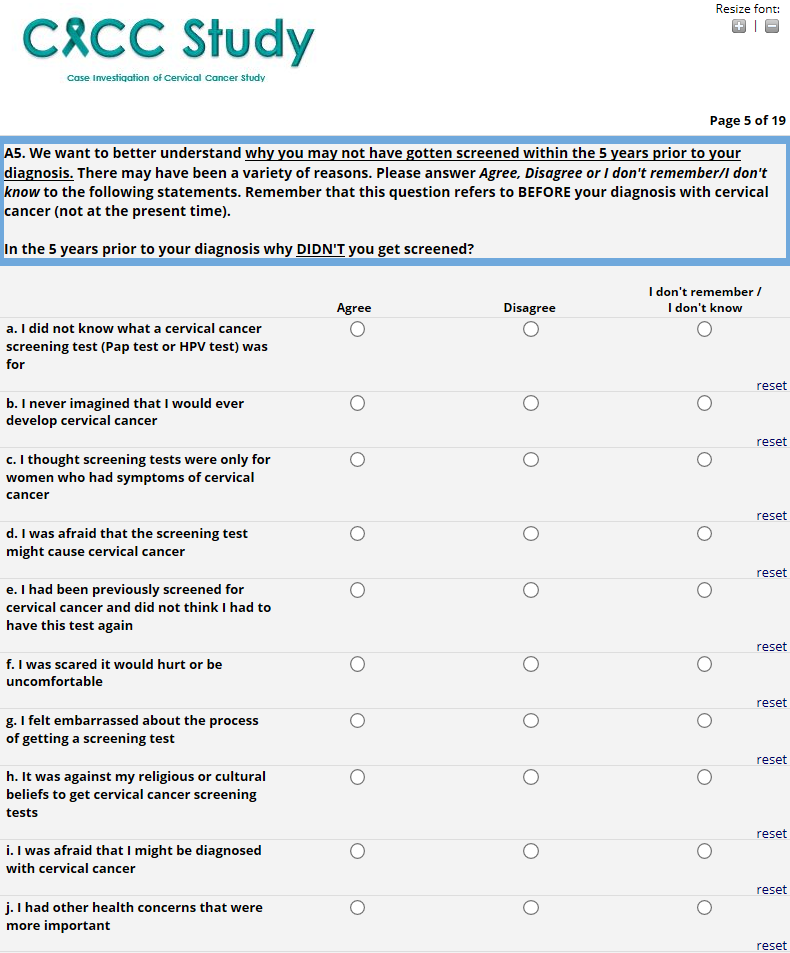 Resize font:
+ | −
CICC Study
Case Investigation of Cervical Cancer Study
Page 5 of 19
A5. We want to better understand why you may not have gotten screened within the 5 years prior to your
diagnosis. There may have been a variety of reasons. Please answer Agree, Disagree or I don't remember/I don't
know to the following statements. Remember that this question refers to BEFORE your diagnosis with cervical
cancer (not at the present time).
In the 5 years prior to your diagnosis why DIDN'T you get screened?
I don't remember /
Agree Disagree I don't know
a. I did not know what a cervical cancer
screening test (Pap test or HPV test) was
for
reset
b. I never imagined that I would ever
develop cervical cancer
reset
c. I thought screening tests were only for
women who had symptoms of cervical
cancer
reset
d. I was afraid that the screening test
might cause cervical cancer
reset
e. I had been previously screened for
cervical cancer and did not think I had to
have this test again
reset
f. I was scared it would hurt or be
uncomfortable
reset
g. I felt embarrassed about the process
of getting a screening test
reset
h. It was against my religious or cultural
beliefs to get cervical cancer screening
tests
reset
i. I was afraid that I might be diagnosed
with cervical cancer
reset
j. I had other health concerns that were
more important
reset